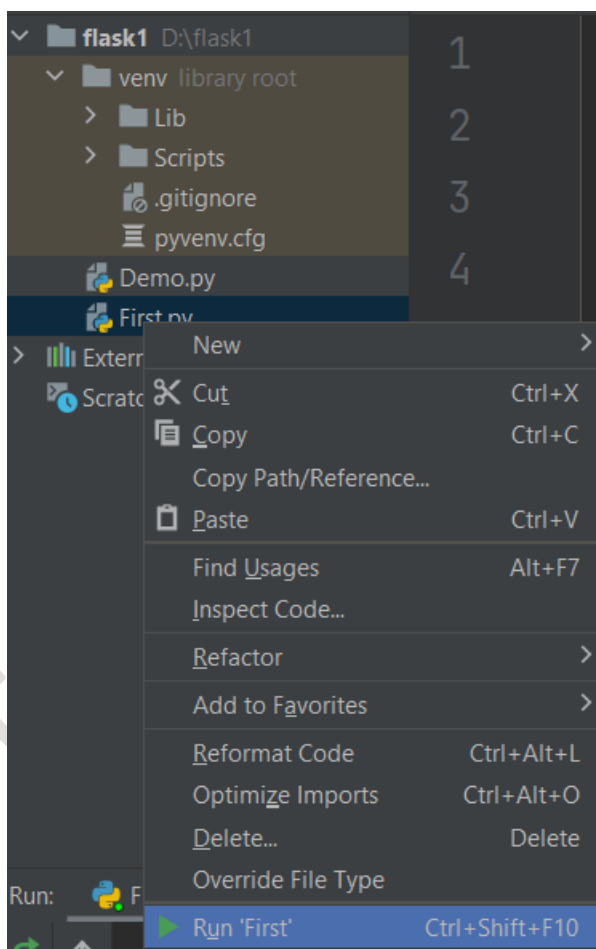 flask1 D:\flask1
venv library root
Lib
Scripts
.gitignore
pyvenv.cfg
Demo.py
First.py
1
2
3
4
New
Cut Ctrl+X
Copy Ctrl+C
Copy Path/Reference...
Paste Ctrl+V
Find Usages Alt+F7
Inspect Code...
Refactor
Add to Favorites
Reformat Code Ctrl+Alt+L
Optimize Imports Ctrl+Alt+O
Delete... Delete
Override File Type
Run 'First' Ctrl+Shift+F10
Run: